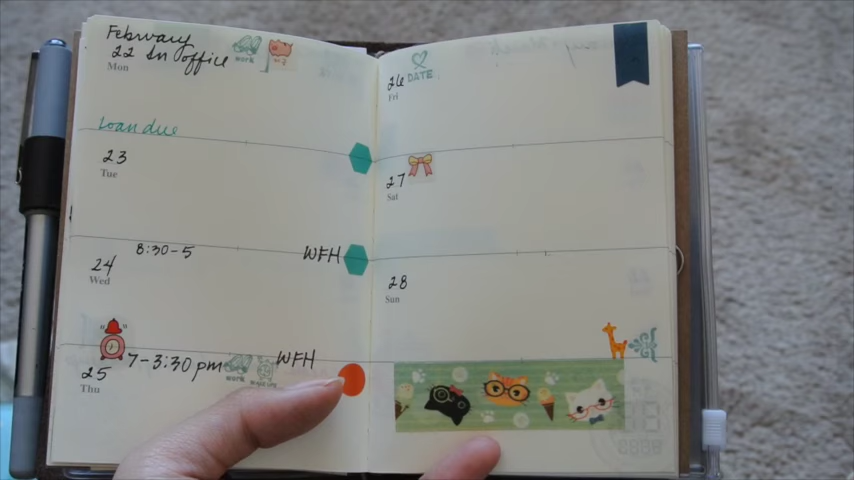 February
22 In office
Mon
work
Loan due
23
Tue
8:30-5
WFH
24
Wed
7-3:30 pm
work
WFH
25
Thu
DATE
26
Fri
27
Sat
28
Sun